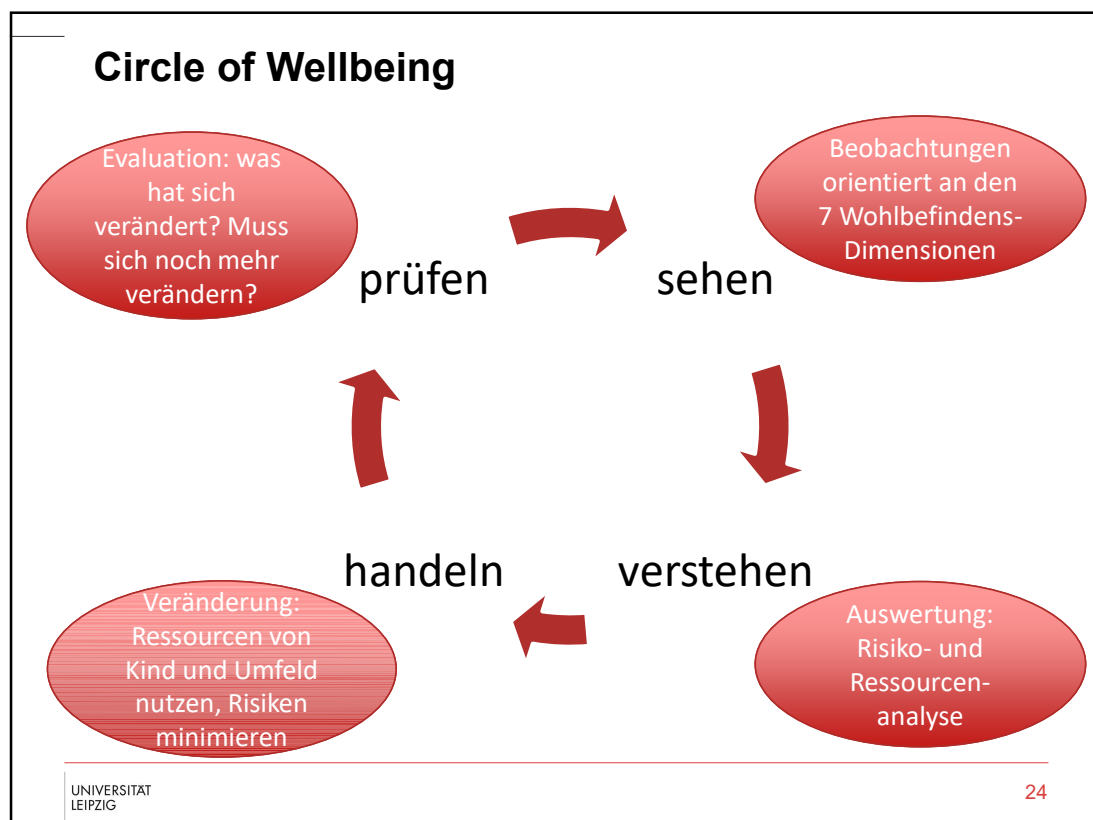 Circle of Wellbeing
Evaluation: was
hat sich
verändert? Muss
sich noch mehr
verändern?
prüfen
sehen
Beobachtungen
orientiert an den
7 Wohlbefindens-
Dimensionen
handeln
verstehen
Veränderung:
Ressourcen von
Kind und Umfeld
nutzen, Risiken
minimieren
Auswertung:
Risiko- und
Ressourcen-
analyse
UNIVERSITÄT
LEIPZIG
24